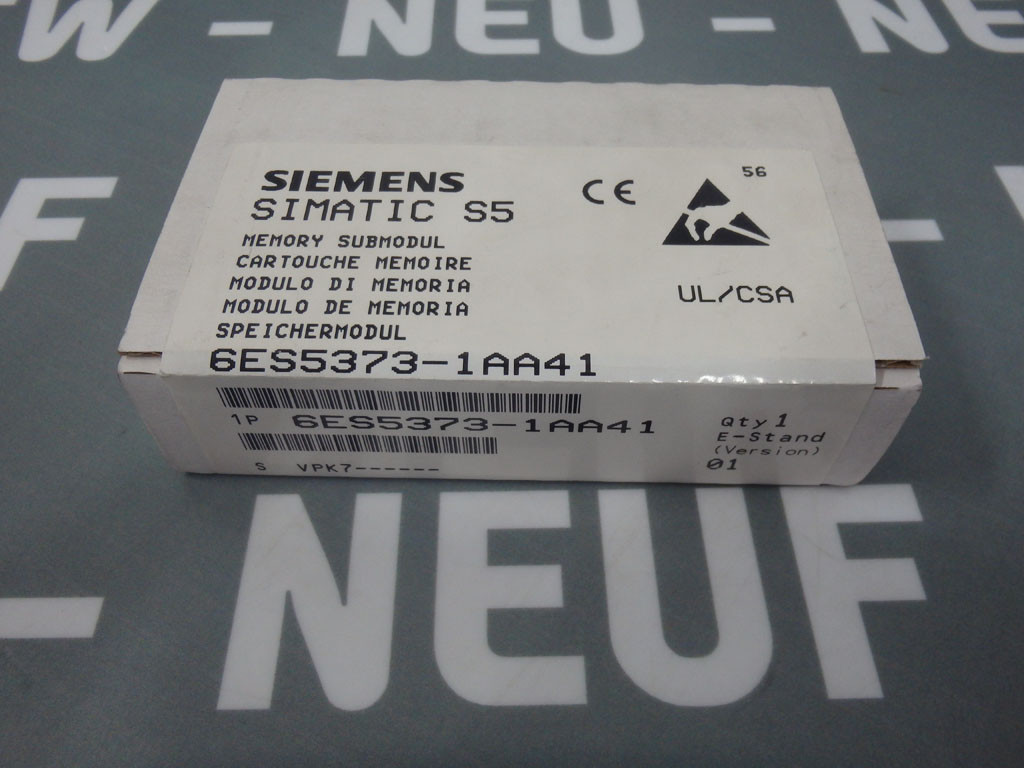 W - NEU - NE
SIEMENS
SIMATIC S5
MEMORY SUBMODUL
CARTOUCHE MEMOIRE
MODULO DI MEMORIA
MODULO DE MEMORIA
SPEICHERMODUL
6ES5373-1AA41
CE
56
UL/CSA
1P 6ES5373-1AA41
S VPK7------
Qty 1
E-Stand
(Version)
01
F -
- NEUF